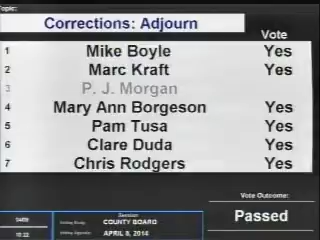 Topic:
Corrections: Adjourn
Vote
1 Mike Boyle Yes
2 Marc Kraft Yes
3 P. J. Morgan
4 Mary Ann Borgeson Yes
5 Pam Tusa Yes
6 Clare Duda Yes
7 Chris Rodgers Yes
Vote Outcome:
Passed
Session
COUNTY BOARD
APRIL 8, 2014